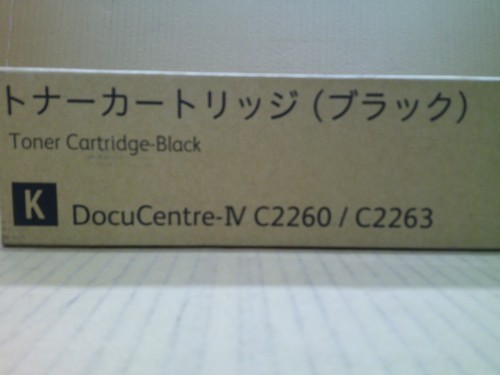 トナーカートリッジ（ブラック）
Toner Cartridge-Black
K
DocuCentre-Ⅳ C2260 / C2263